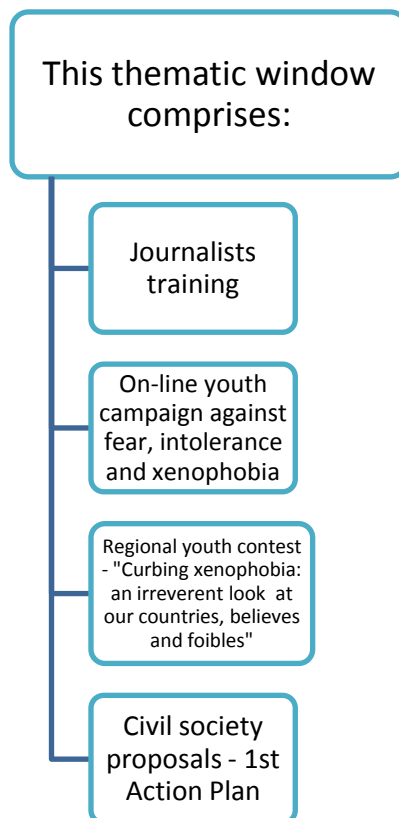 This thematic window
comprises:
Journalists
training
On-line youth
campaign against
fear, intolerance
and xenophobia
Regional youth contest
- "Curbing xenophobia:
an irreverent look at
our countries, believes
and foibles"
Civil society
proposals - 1st
Action Plan